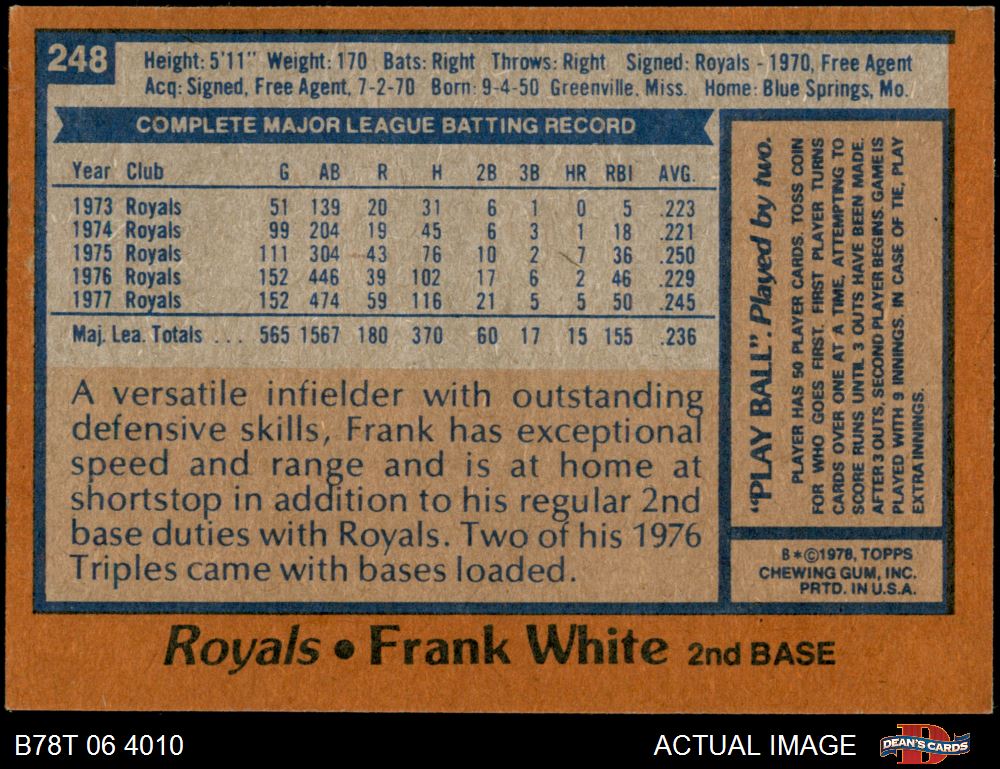 248
Height: 5'11" Weight: 170 Bats: Right Throws: Right Signed: Royals - 1970, Free Agent
Acq: Signed, Free Agent, 7-2-70 Born: 9-4-50 Greenville, Miss. Home: Blue Springs, Mo.
COMPLETE MAJOR LEAGUE BATTING RECORD
Year Club G AB R H 2B 3B HR RBI AVG.
1973 Royals 51 139 20 31 6 1 0 5 .223
1974 Royals 99 204 19 45 6 3 1 18 .221
1975 Royals 111 304 43 76 10 2 7 36 .250
1976 Royals 152 446 39 102 17 6 2 46 .229
1977 Royals 152 474 59 116 21 5 5 50 .245
Maj. Lea. Totals ... 565 1567 180 370 60 17 15 155 .236
A versatile infielder with outstanding
defensive skills, Frank has exceptional
speed and range and is at home at
shortstop in addition to his regular 2nd
base duties with Royals. Two of his 1976
Triples came with bases loaded.
"PLAY BALL". Played by two.
PLAYER HAS 50 PLAYER CARDS. TOSS COIN
FOR WHO GOES FIRST. FIRST PLAYER TURNS
CARDS OVER ONE AT A TIME, ATTEMPTING TO
SCORE RUNS UNTIL 3 OUTS HAVE BEEN MADE.
AFTER 3 OUTS, SECOND PLAYER BEGINS. GAME IS
PLAYED WITH 9 INNINGS. IN CASE OF TIE, PLAY
EXTRA INNINGS.
B*©1978, TOPPS
CHEWING GUM, INC.
PRTD. IN U.S.A.
Royals • Frank White 2nd BASE
B78T 06 4010
ACTUAL IMAGE
D
DEAN'S CARDS